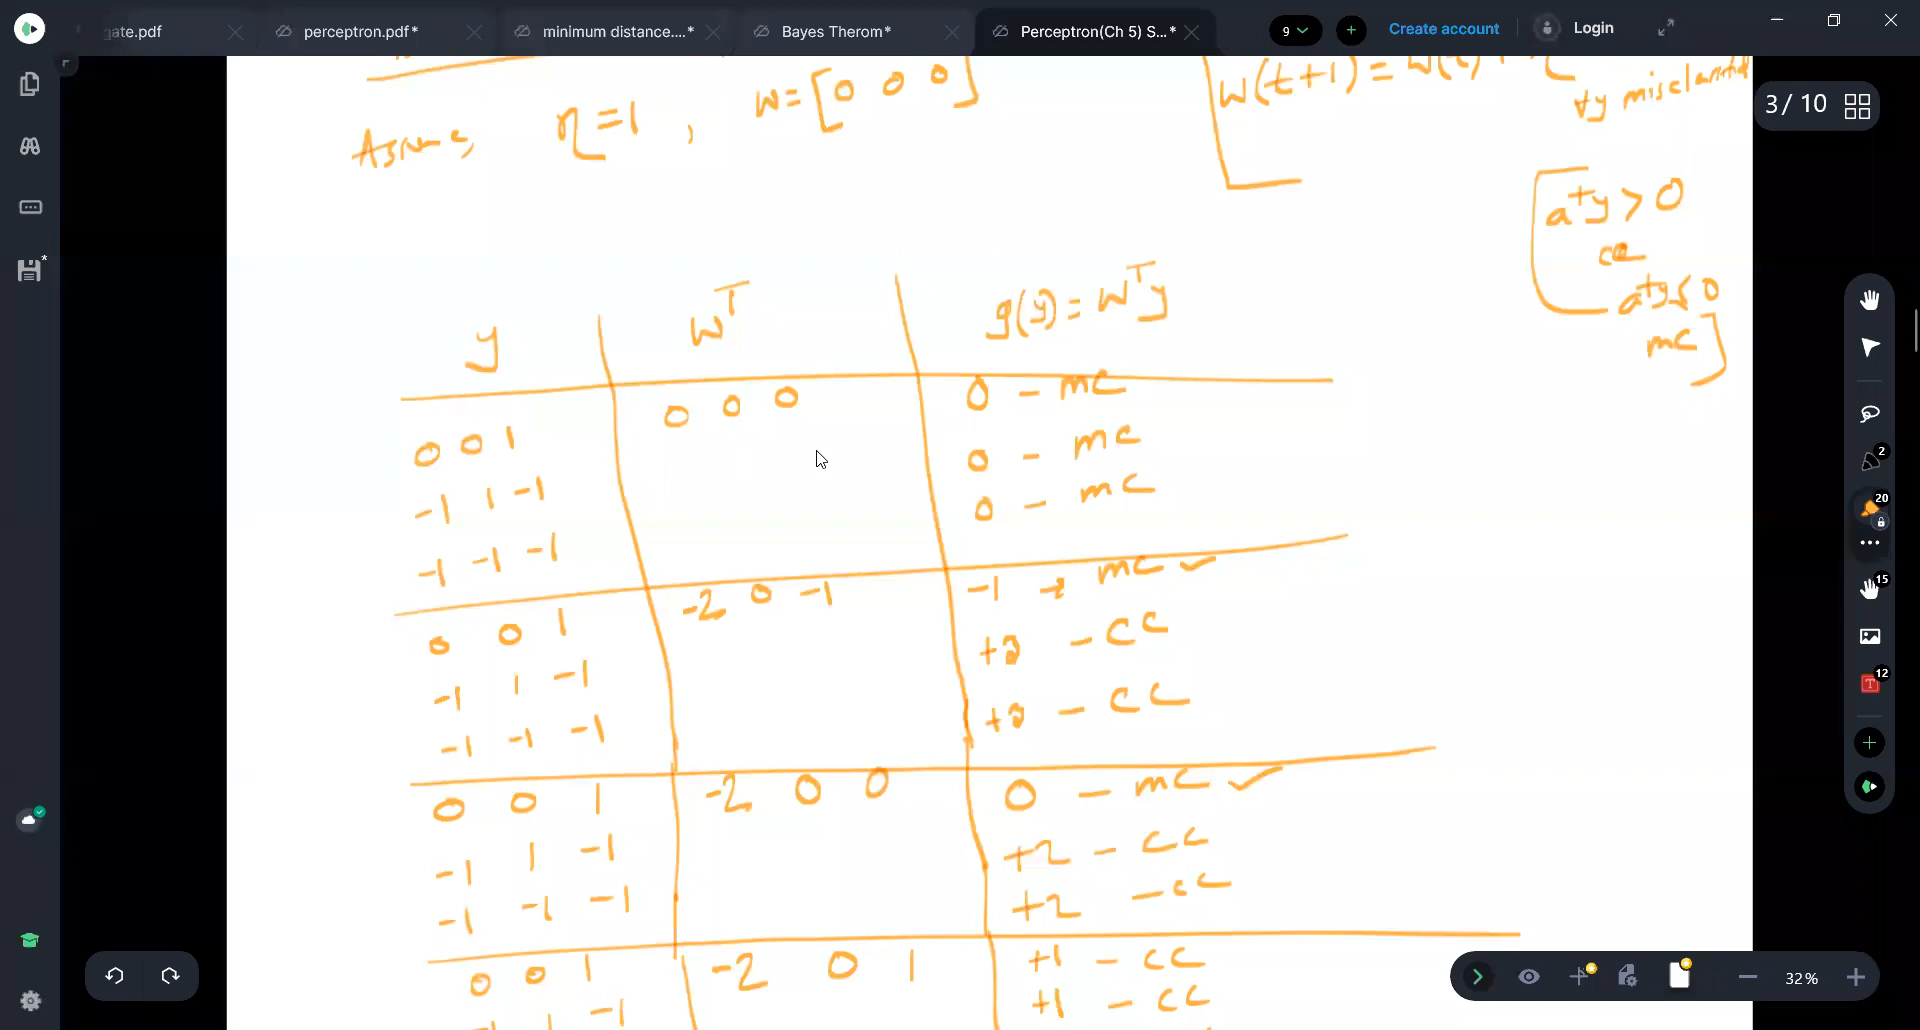 gate.pdf perceptron.pdf* minimum distance....* Bayes Therom* Perceptron(Ch 5) S...* 9 Create account Login
3 / 10
Assume, η=1 , w=[0 0 0]
W(t+1) = W(t) +
∀y
aᵗy > 0
cc
aᵗy ≤ 0
mc]
y Wᵀ g(y) = Wᵀy
0 0 0 0 - mc
0 0 1 0 - mc
-1 1 -1 0 - mc
-1 -1 -1
-2 0 -1 -1 → mc ✓
0 0 1 +2 - cc
-1 1 -1
-1 -1 -1 +2 - cc
0 0 1 -2 0 0 0 - mc ✓
-1 1 -1 +2 - cc
-1 -1 -1 +2 - cc
0 0 1 -2 0 1 +1 - cc
-1 1 -1 +1 - cc
2
20
15
12
32%